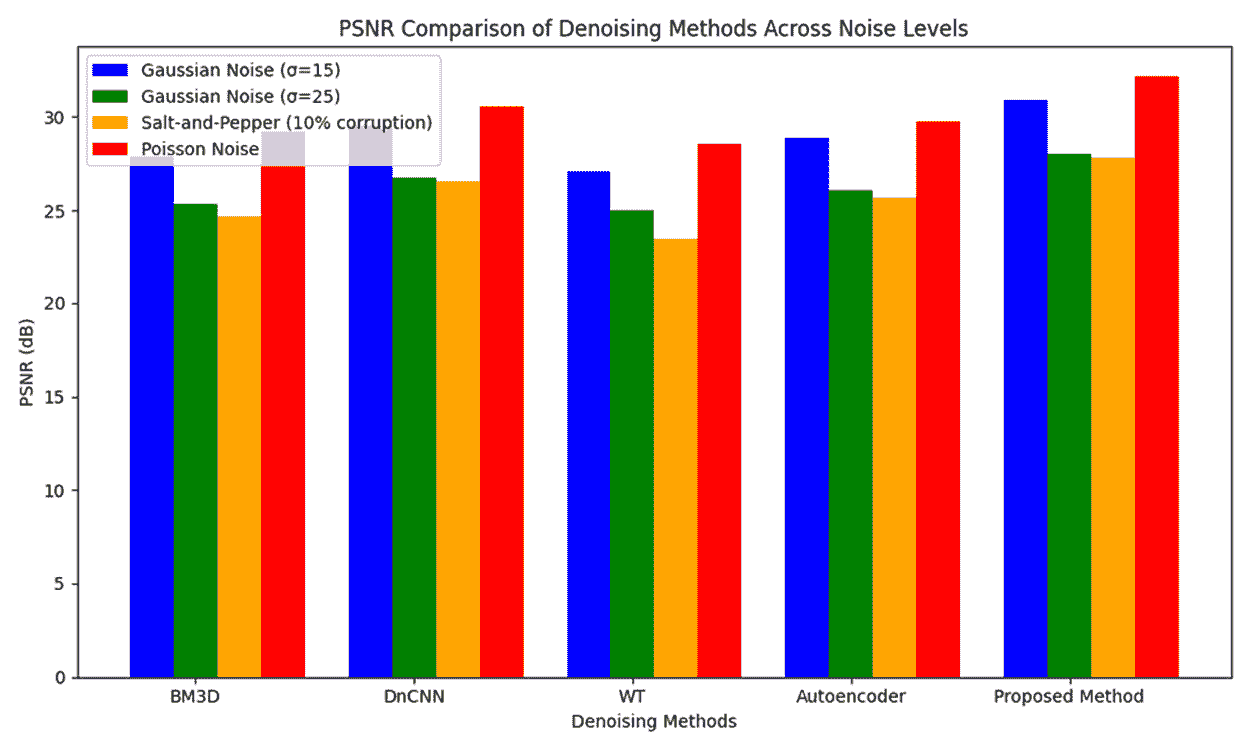 PSNR Comparison of Denoising Methods Across Noise Levels
Gaussian Noise (σ=15)
Gaussian Noise (σ=25)
Salt-and-Pepper (10% corruption)
Poisson Noise
30
25
20
15
10
5
0
PSNR (dB)
BM3D DnCNN WT Autoencoder Proposed Method
Denoising Methods